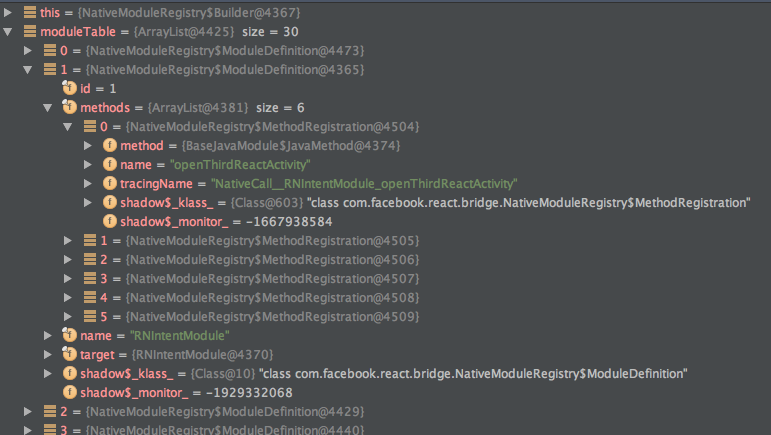 this = {NativeModuleRegistry$Builder@4367}
moduleTable = {ArrayList@4425} size = 30
0 = {NativeModuleRegistry$ModuleDefinition@4473}
1 = {NativeModuleRegistry$ModuleDefinition@4365}
f id = 1
f methods = {ArrayList@4381} size = 6
0 = {NativeModuleRegistry$MethodRegistration@4504}
f method = {BaseJavaModule$JavaMethod@4374}
f name = "openThirdReactActivity"
f tracingName = "NativeCall__RNIntentModule_openThirdReactActivity"
f shadow$_klass_ = {Class@603} "class com.facebook.react.bridge.NativeModuleRegistry$MethodRegistration"
f shadow$_monitor_ = -1667938584
1 = {NativeModuleRegistry$MethodRegistration@4505}
2 = {NativeModuleRegistry$MethodRegistration@4506}
3 = {NativeModuleRegistry$MethodRegistration@4507}
4 = {NativeModuleRegistry$MethodRegistration@4508}
5 = {NativeModuleRegistry$MethodRegistration@4509}
f name = "RNIntentModule"
f target = {RNIntentModule@4370}
f shadow$_klass_ = {Class@10} "class com.facebook.react.bridge.NativeModuleRegistry$ModuleDefinition"
f shadow$_monitor_ = -1929332068
2 = {NativeModuleRegistry$ModuleDefinition@4429}
3 = {NativeModuleRegistry$ModuleDefinition@4440}